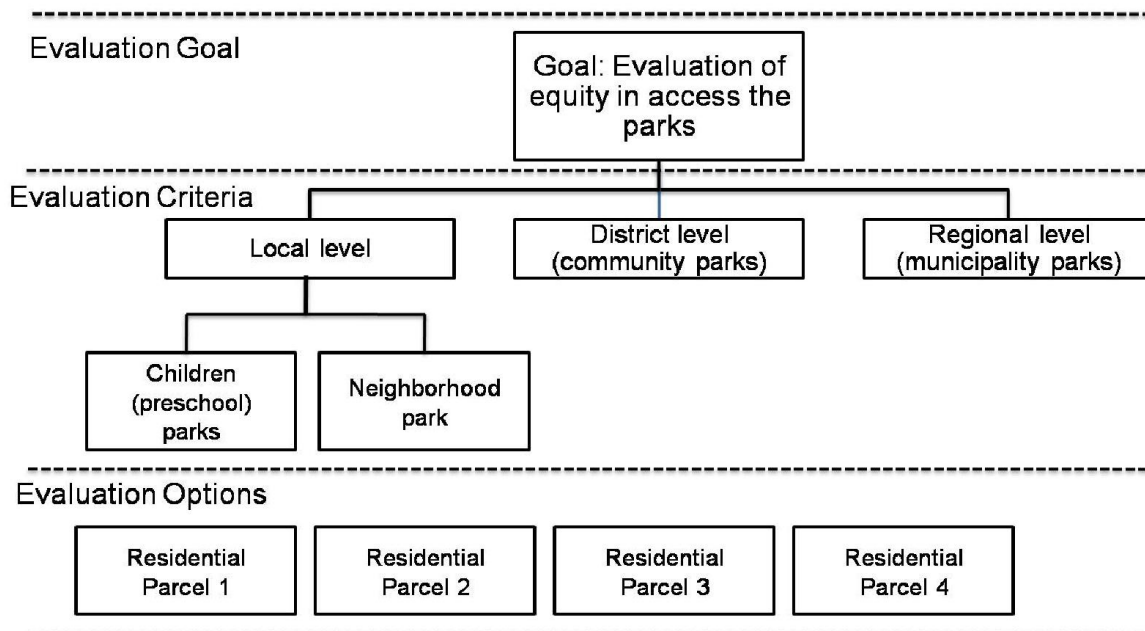 Evaluation Goal
Goal: Evaluation of
equity in access the
parks
Evaluation Criteria
Local level
District level
(community parks)
Regional level
(municipality parks)
Children
(preschool)
parks
Neighborhood
park
Evaluation Options
Residential
Parcel 1
Residential
Parcel 2
Residential
Parcel 3
Residential
Parcel 4